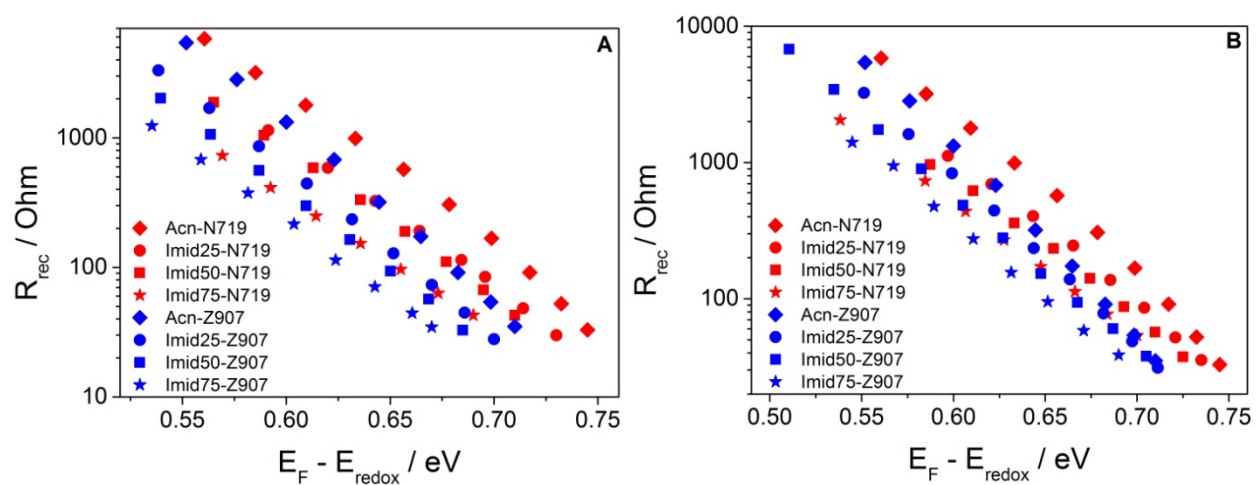 A
1000
100
10
R_rec / Ohm
Acn-N719
Imid25-N719
Imid50-N719
Imid75-N719
Acn-Z907
Imid25-Z907
Imid50-Z907
Imid75-Z907
0.55 0.60 0.65 0.70 0.75
E_F - E_redox / eV
B
10000
1000
100
R_rec / Ohm
Acn-N719
Imid25-N719
Imid50-N719
Imid75-N719
Acn-Z907
Imid25-Z907
Imid50-Z907
Imid75-Z907
0.50 0.55 0.60 0.65 0.70 0.75
E_F - E_redox / eV